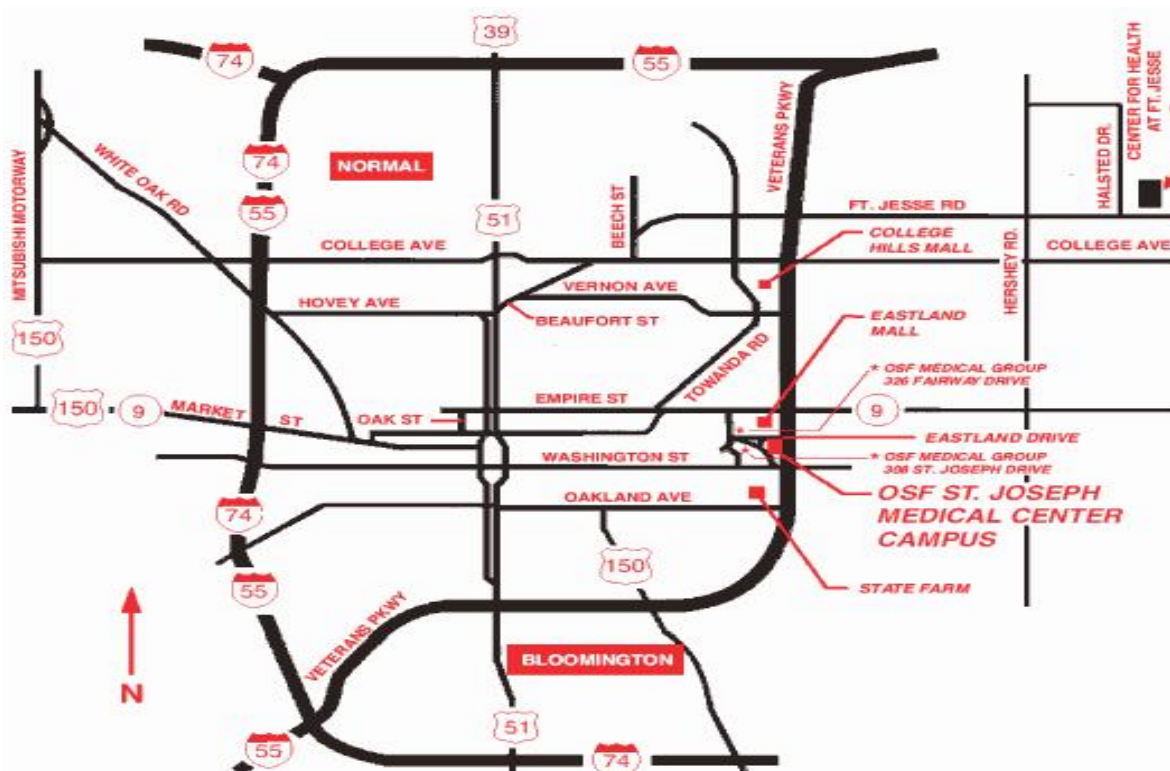 39
74
55
MITSUBISHI MOTORWAY
WHITE OAK RD
74
NORMAL
VETERANS PKWY
HALSTED DR.
CENTER FOR HEALTH
AT FT. JESSE
55
51
BEECH ST
FT. JESSE RD
HERSHEY RD.
COLLEGE AVE
COLLEGE
HILLS MALL
COLLEGE AVE
HOVEY AVE
VERNON AVE
BEAUFORT ST
EASTLAND
MALL
150
TOWANDA RD
* OSF MEDICAL GROUP
326 FAIRWAY DRIVE
150
9
MARKET ST
OAK ST
EMPIRE ST
9
EASTLAND DRIVE
WASHINGTON ST
* OSF MEDICAL GROUP
308 ST. JOSEPH DRIVE
OAKLAND AVE
OSF ST. JOSEPH
MEDICAL CENTER
CAMPUS
74
55
150
STATE FARM
VETERANS PKWY
BLOOMINGTON
N
51
55
74